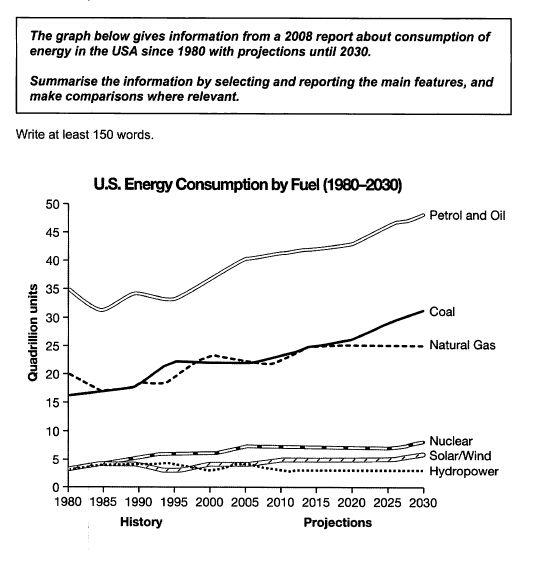 The graph below gives information from a 2008 report about consumption of
energy in the USA since 1980 with projections until 2030.
Summarise the information by selecting and reporting the main features, and
make comparisons where relevant.
Write at least 150 words.
U.S. Energy Consumption by Fuel (1980–2030)
Quadrillion units
50
45
40
35
30
25
20
15
10
5
0
Petrol and Oil
Coal
Natural Gas
Nuclear
Solar/Wind
Hydropower
1980 1985 1990 1995 2000 2005 2010 2015 2020 2025 2030
History Projections